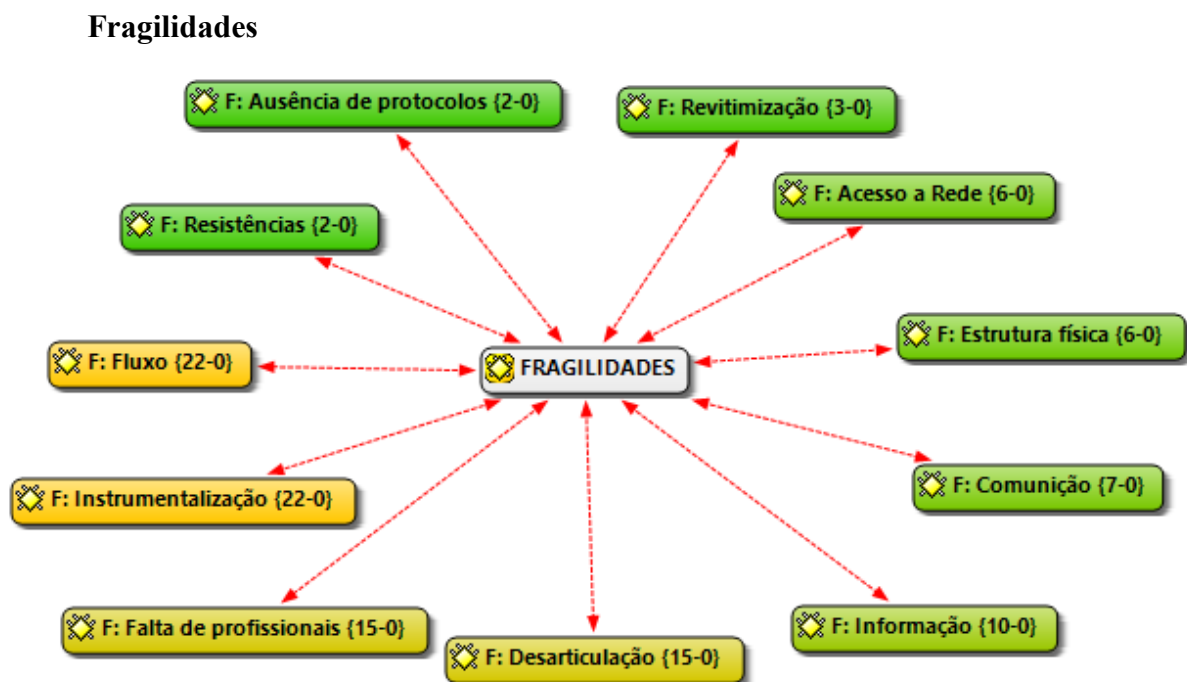 Fragilidades
F: Ausência de protocolos {2-0}
F: Revitimização {3-0}
F: Acesso a Rede {6-0}
F: Resistências {2-0}
F: Estrutura física {6-0}
F: Fluxo {22-0}
FRAGILIDADES
F: Comunição {7-0}
F: Instrumentalização {22-0}
F: Falta de profissionais {15-0}
F: Informação {10-0}
F: Desarticulação {15-0}